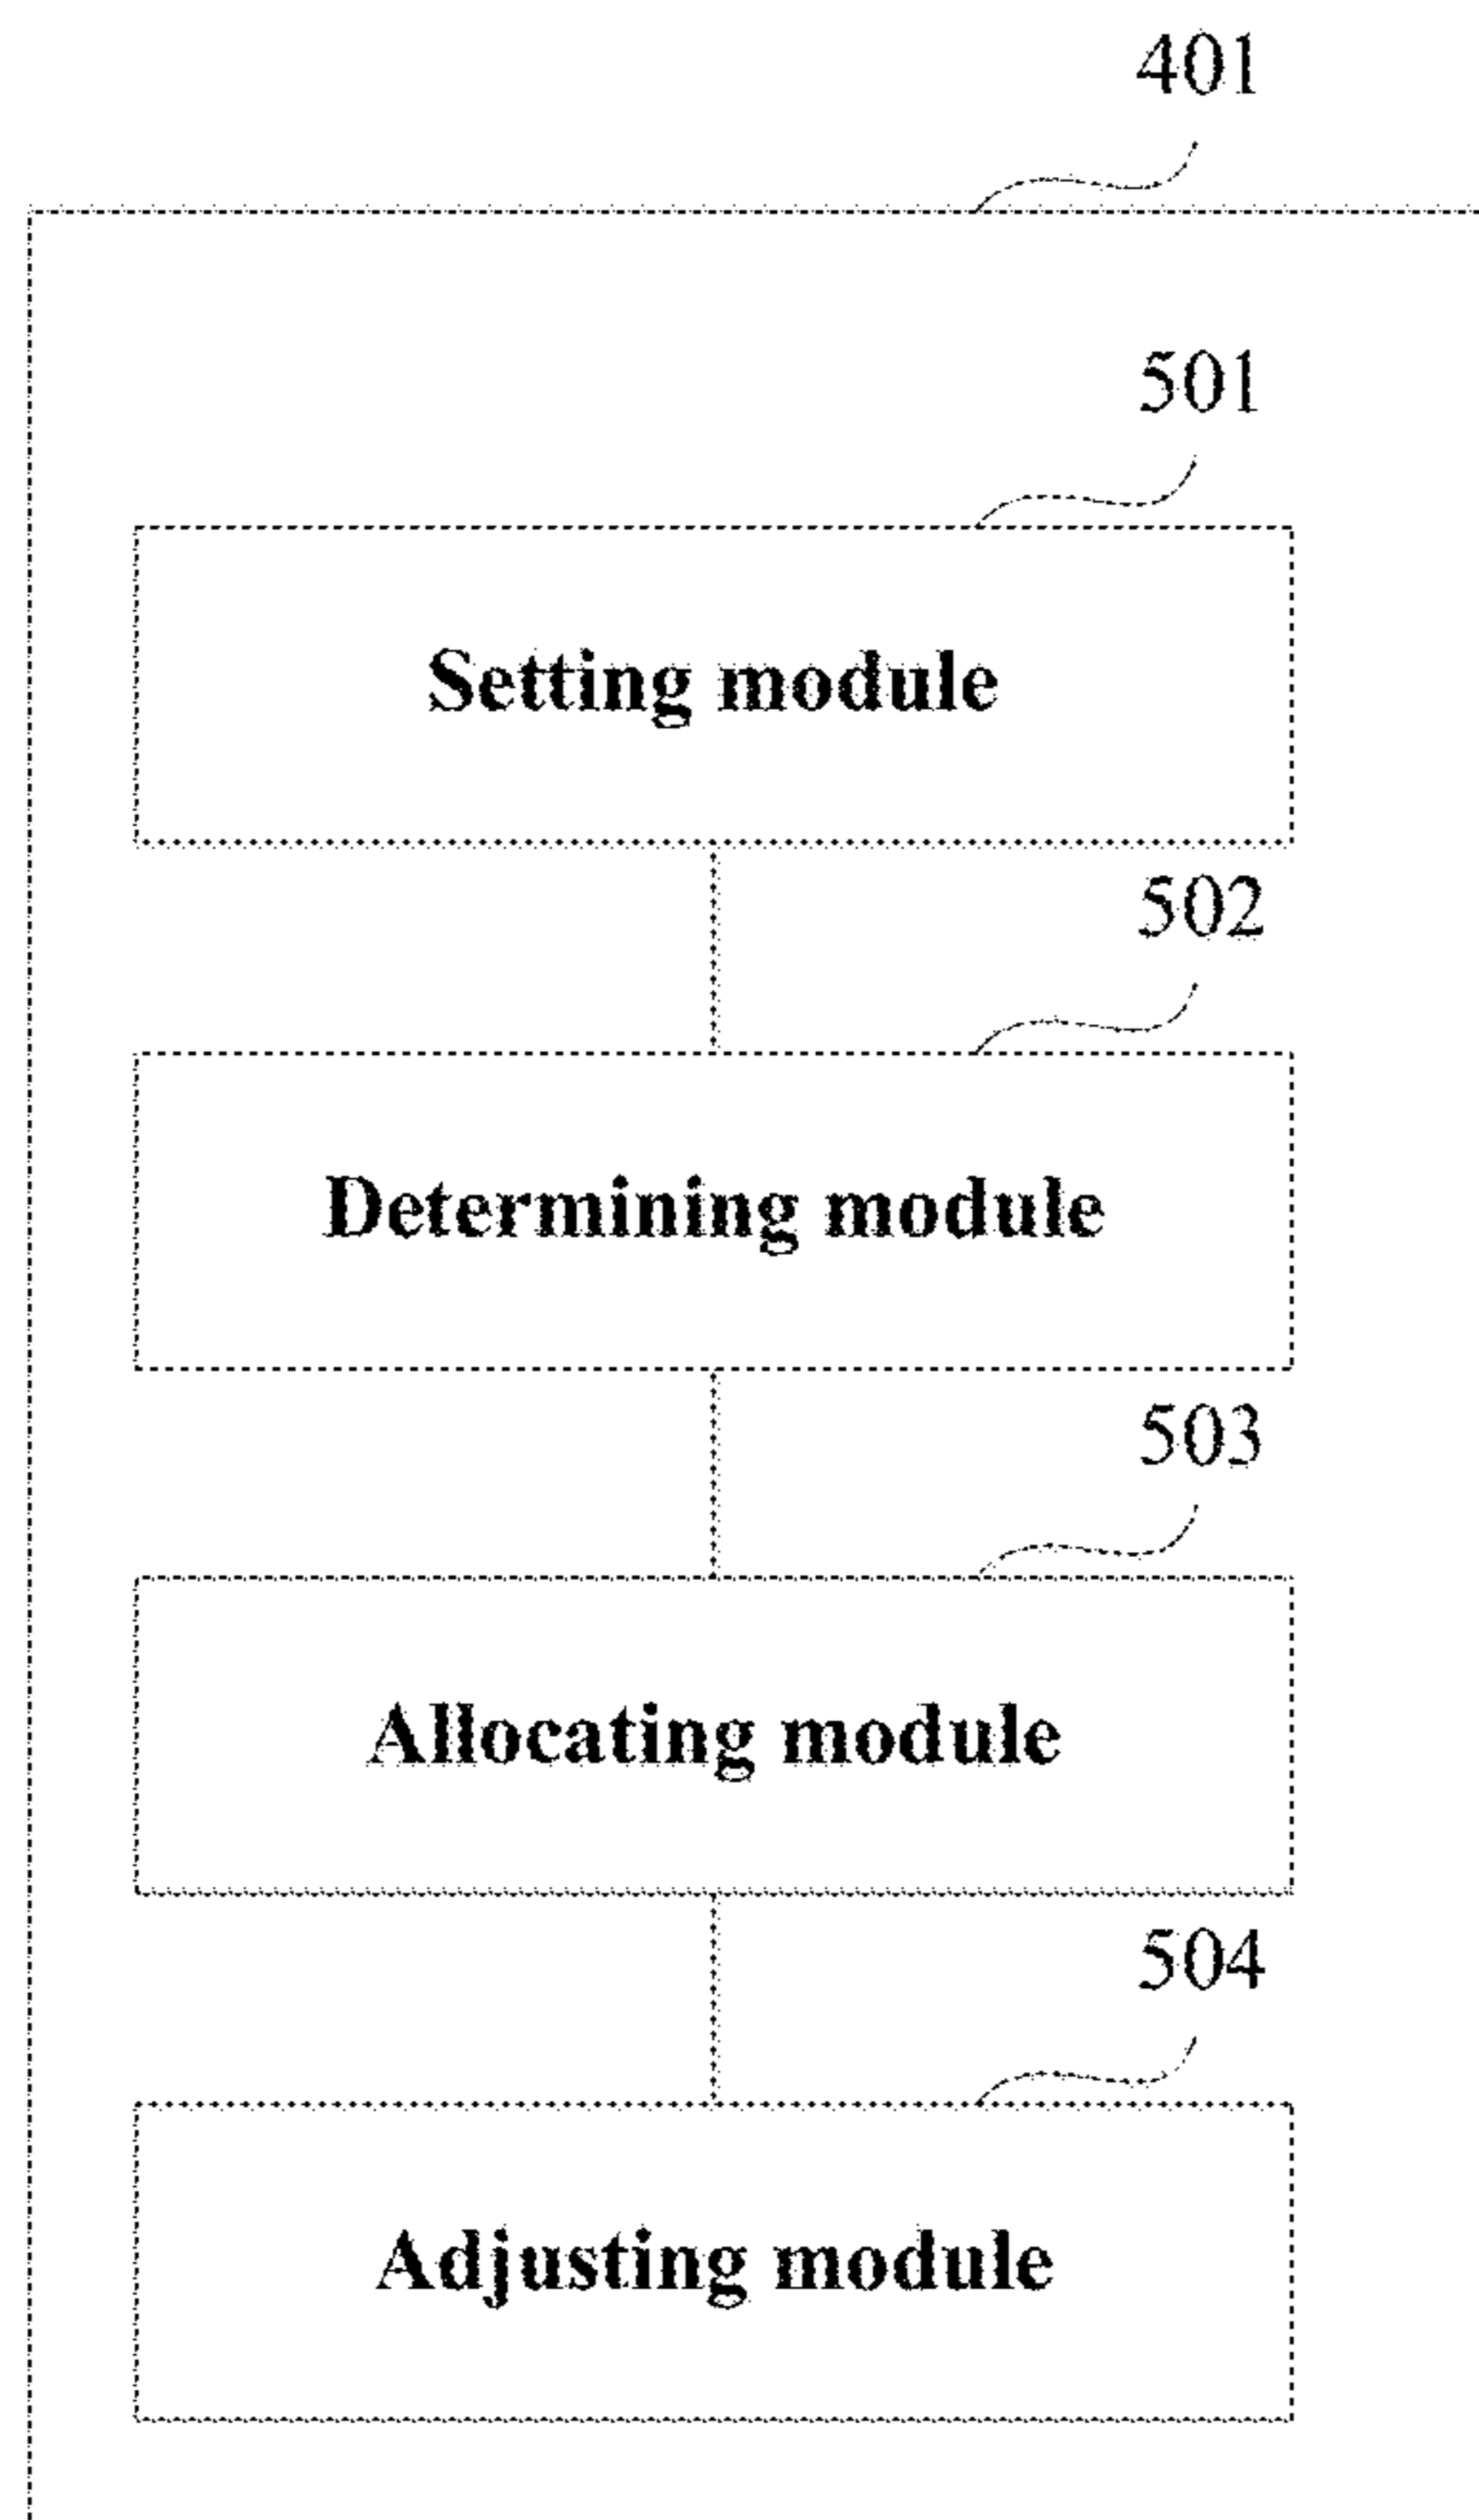 401
501
Setting module
502
Determining module
503
Allocating module
504
Adjusting module